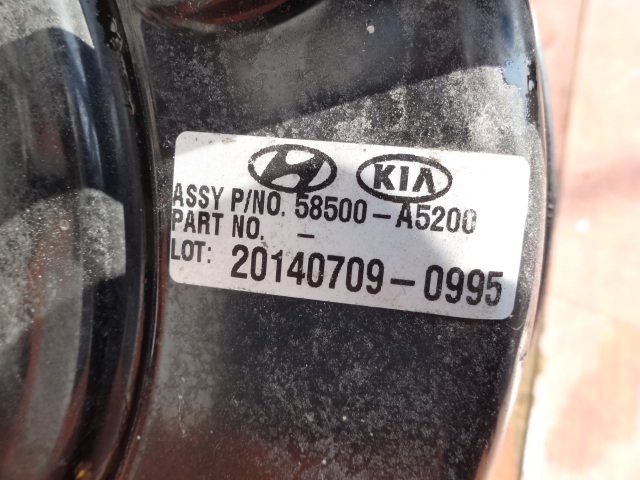 KIA
ASSY P/NO. 58500-A5200
PART NO. -
LOT: 20140709-0995